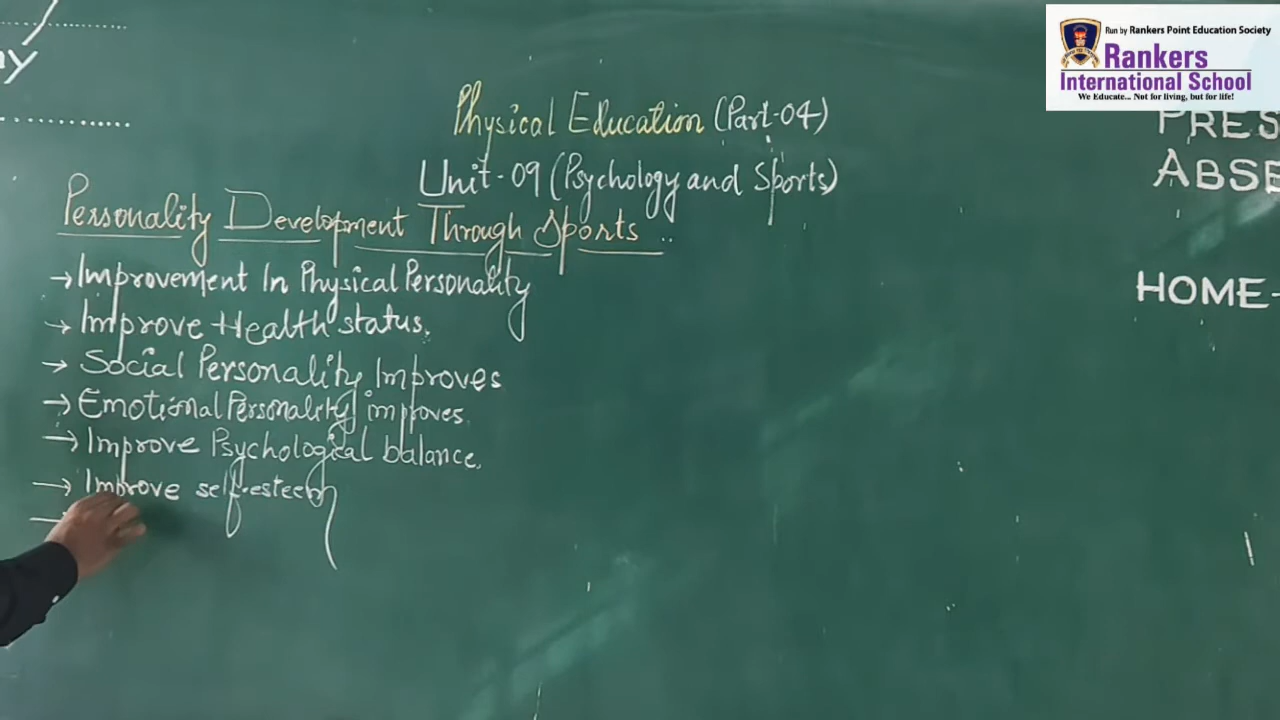 Run by Rankers Point Education Society
Rankers
International School
We Educate... Not for living, but for life!
Physical Education (Part-04)
Unit-09 (Psychology and Sports)
Personality Development Through Sports..
→ Improvement In Physical Personality
→ Improve Health status.
→ Social Personality Improves
→ Emotional Personality improves.
→ Improve Psychological balance.
→ Improve self-esteem
PRES
ABSE
HOME-